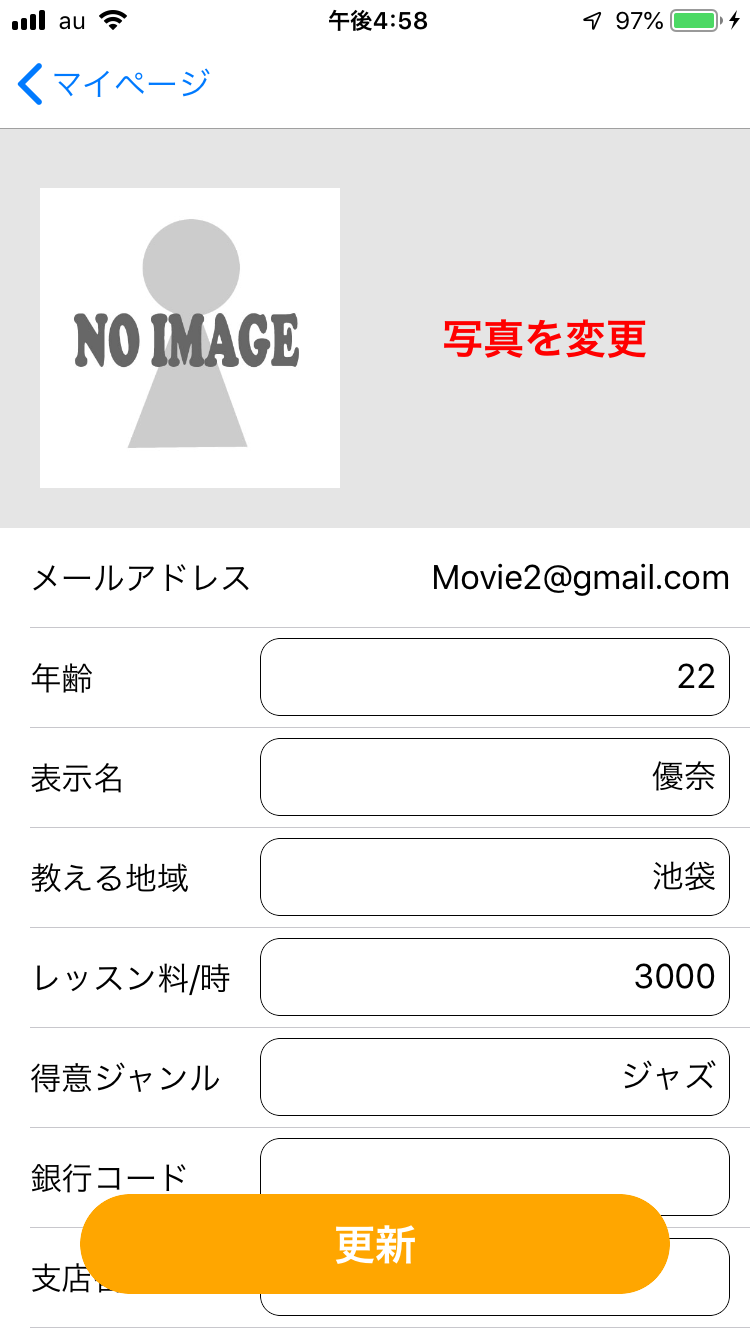 au 午後4:58 97%
マイページ
NO IMAGE
写真を変更
メールアドレス Movie2@gmail.com
年齢 22
表示名 優奈
教える地域 池袋
レッスン料/時 3000
得意ジャンル ジャズ
銀行コード
更新
支店